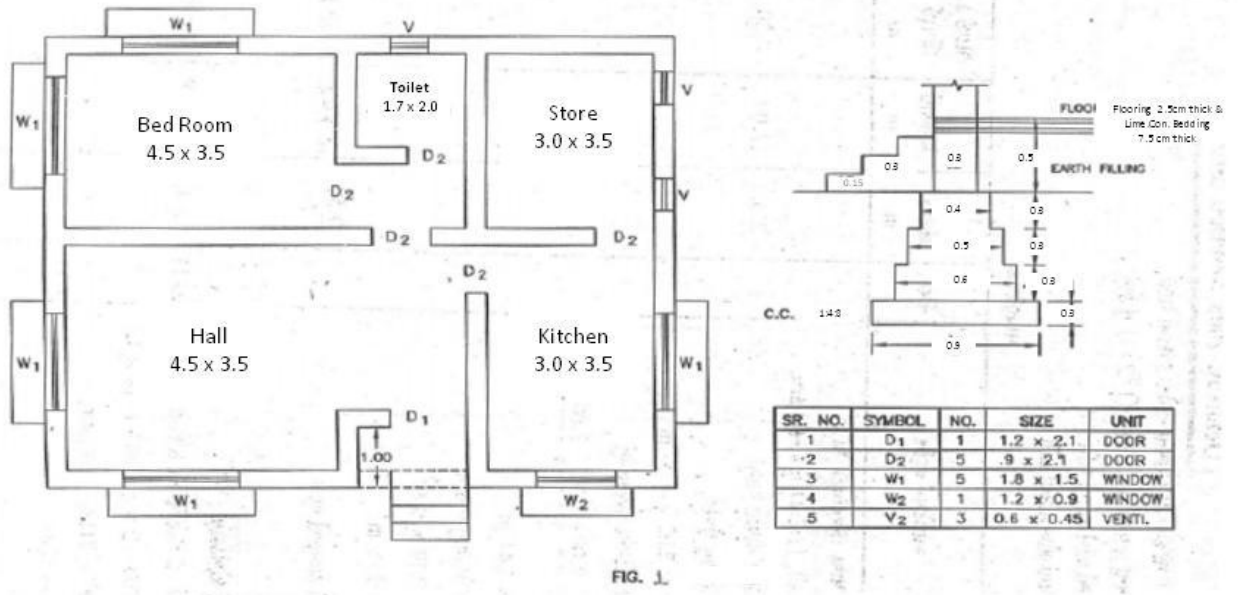 W1
V
W1
Bed Room
4.5 x 3.5
Toilet
1.7 x 2.0
D2
D2
Store
3.0 x 3.5
V
V
D2
D2
D2
Hall
4.5 x 3.5
W1
Kitchen
3.0 x 3.5
W1
D1
1.00
W1
W2
Flooring 2.5cm thick &
Lime Con. Bedding
7.5 cm thick
0.3
0.3
0.15
0.5
EARTH FILLING
0.4
0.3
0.5
0.3
0.6
0.3
C.C. 1:4:8
0.3
0.9
SR. NO. SYMBOL NO. SIZE UNIT
1 D1 1 1.2 x 2.1 DOOR
2 D2 5 .9 x 2.1 DOOR
3 W1 5 1.8 x 1.5 WINDOW
4 W2 1 1.2 x 0.9 WINDOW
5 V2 3 0.6 x 0.45 VENTI.
FIG. 1.